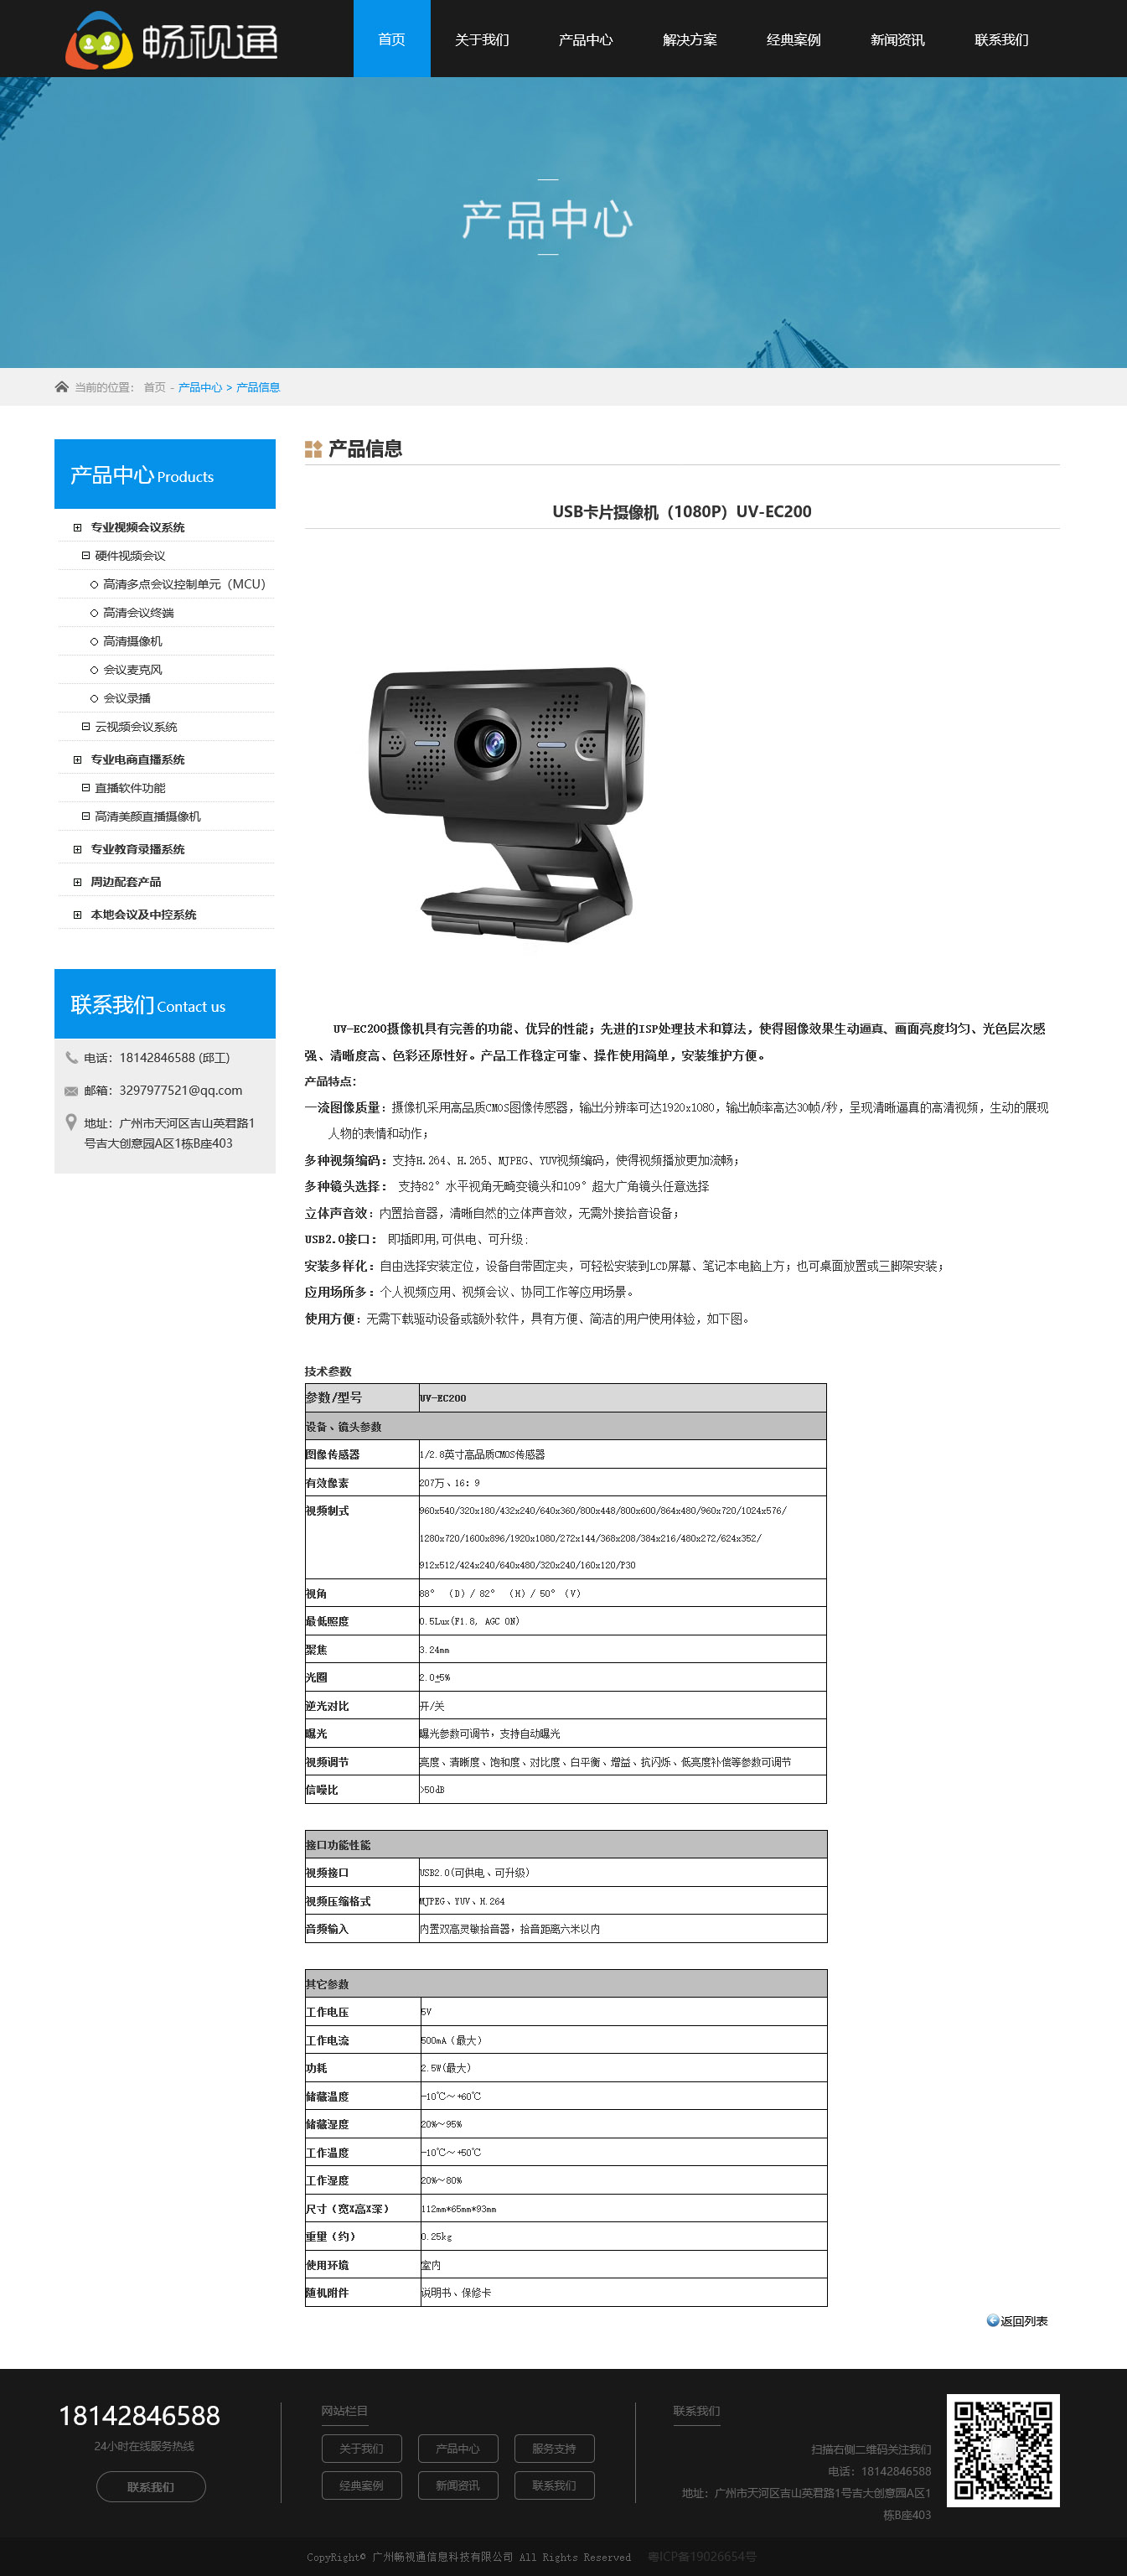 畅视通
首页 关于我们 产品中心 解决方案 经典案例 新闻资讯 联系我们
产品中心
当前的位置： 首页 - 产品中心 > 产品信息
产品中心 Products
专业视频会议系统
硬件视频会议
高清多点会议控制单元（MCU）
高清会议终端
高清摄像机
会议麦克风
会议录播
云视频会议系统
专业电商直播系统
直播软件功能
高清美颜直播摄像机
专业教育录播系统
周边配套产品
本地会议及中控系统
联系我们 Contact us
电话：18142846588 (邱工)
邮箱：3297977521@qq.com
地址：广州市天河区吉山英君路1
号吉大创意园A区1栋B座403
产品信息
USB卡片摄像机（1080P）UV-EC200
UV-EC200摄像机具有完善的功能、优异的性能；先进的ISP处理技术和算法，使得图像效果生动逼真、画面亮度均匀、光色层次感
强、清晰度高、色彩还原性好。产品工作稳定可靠、操作使用简单，安装维护方便。
产品特点：
一流图像质量：摄像机采用高品质CMOS图像传感器，输出分辨率可达1920x1080，输出帧率高达30帧/秒，呈现清晰逼真的高清视频，生动的展现
人物的表情和动作；
多种视频编码：支持H.264、H.265、MJPEG、YUV视频编码，使得视频播放更加流畅；
多种镜头选择： 支持82°水平视角无畸变镜头和109°超大广角镜头任意选择
立体声音效：内置拾音器，清晰自然的立体声音效，无需外接拾音设备；
USB2.0接口： 即插即用,可供电、可升级;
安装多样化：自由选择安装定位，设备自带固定夹，可轻松安装到LCD屏幕、笔记本电脑上方；也可桌面放置或三脚架安装；
应用场所多：个人视频应用、视频会议、协同工作等应用场景。
使用方便：无需下载驱动设备或额外软件，具有方便、简洁的用户使用体验，如下图。
技术参数
参数/型号 UV-EC200
设备、镜头参数
图像传感器 1/2.8英寸高品质CMOS传感器
有效像素 207万、16：9
视频制式 960x540/320x180/432x240/640x360/800x448/800x600/864x480/960x720/1024x576/
1280x720/1600x896/1920x1080/272x144/368x208/384x216/480x272/624x352/
912x512/424x240/640x480/320x240/160x120/P30
视角 88° （D）/ 82° （H）/ 50°（V）
最低照度 0.5Lux(F1.8, AGC ON)
聚焦 3.24mm
光圈 2.0±5%
逆光对比 开/关
曝光 曝光参数可调节，支持自动曝光
视频调节 亮度、清晰度、饱和度、对比度、白平衡、增益、抗闪烁、低亮度补偿等参数可调节
信噪比 >50dB
接口功能性能
视频接口 USB2.0(可供电、可升级)
视频压缩格式 MJPEG、YUV、H.264
音频输入 内置双高灵敏拾音器，拾音距离六米以内
其它参数
工作电压 5V
工作电流 500mA（最大）
功耗 2.5W(最大)
储藏温度 -10℃～+60℃
储藏湿度 20%～95%
工作温度 -10℃～+50℃
工作湿度 20%～80%
尺寸（宽X高X深） 112mm*65mm*93mm
重量（约） 0.25kg
使用环境 室内
随机附件 说明书、保修卡
返回列表
18142846588
24小时在线服务热线
联系我们
网站栏目
关于我们 产品中心 服务支持
经典案例 新闻资讯 联系我们
联系我们
扫描右侧二维码关注我们
电话：18142846588
地址：广州市天河区吉山英君路1号吉大创意园A区1
栋B座403
CopyRight© 广州畅视通信息科技有限公司 All Rights Reserved 粤ICP备19026654号